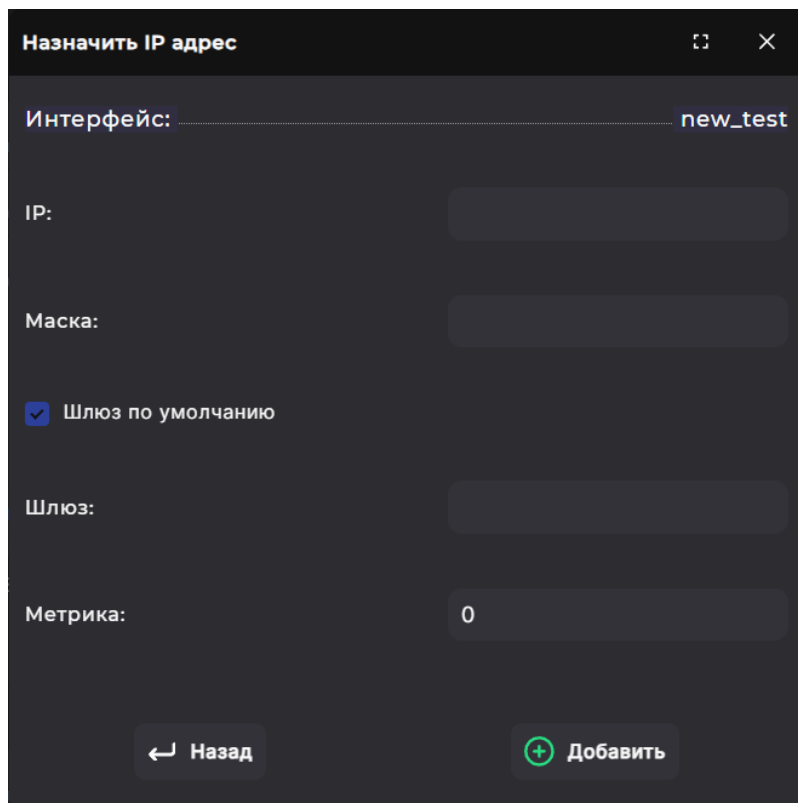 Назначить IP адрес
Интерфейс: new_test
IP:
Маска:
Шлюз по умолчанию
Шлюз:
Метрика: 0
Назад Добавить